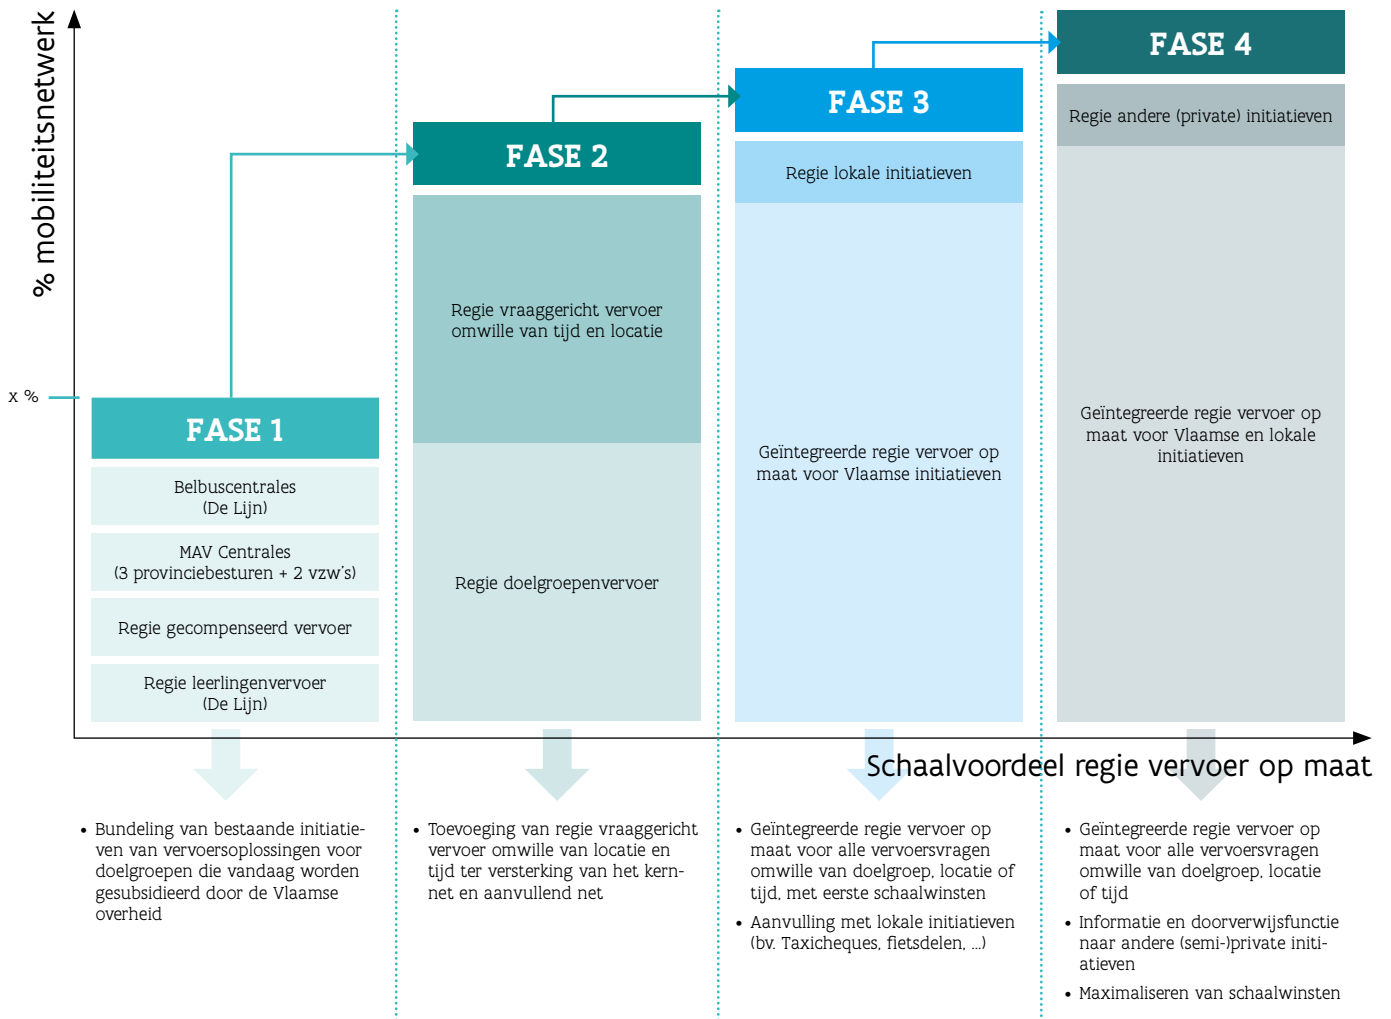 % mobiliteitsnetwerk
x %
FASE 1
Belbuscentrales
(De Lijn)
MAV Centrales
(3 provinciebesturen + 2 vzw's)
Regie gecompenseerd vervoer
Regie leerlingenvervoer
(De Lijn)
FASE 2
Regie vraaggericht vervoer
omwille van tijd en locatie
Regie doelgroepenvervoer
FASE 3
Regie lokale initiatieven
Geïntegreerde regie vervoer op
maat voor Vlaamse initiatieven
FASE 4
Regie andere (private) initiatieven
Geïntegreerde regie vervoer op
maat voor Vlaamse en lokale
initiatieven
Schaalvoordeel regie vervoer op maat
• Bundeling van bestaande initiatie-
ven van vervoersoplossingen voor
doelgroepen die vandaag worden
gesubsidieerd door de Vlaamse
overheid
• Toevoeging van regie vraaggericht
vervoer omwille van locatie en
tijd ter versterking van het kern-
net en aanvullend net
• Geïntegreerde regie vervoer op
maat voor alle vervoersvragen
omwille van doelgroep, locatie of
tijd, met eerste schaalwinsten
• Aanvulling met lokale initiatieven
(bv. Taxicheques, fietsdelen, ...)
• Geïntegreerde regie vervoer op
maat voor alle vervoersvragen
omwille van doelgroep, locatie
of tijd
• Informatie en doorverwijsfunctie
naar andere (semi-)private initi-
atieven
• Maximaliseren van schaalwinsten